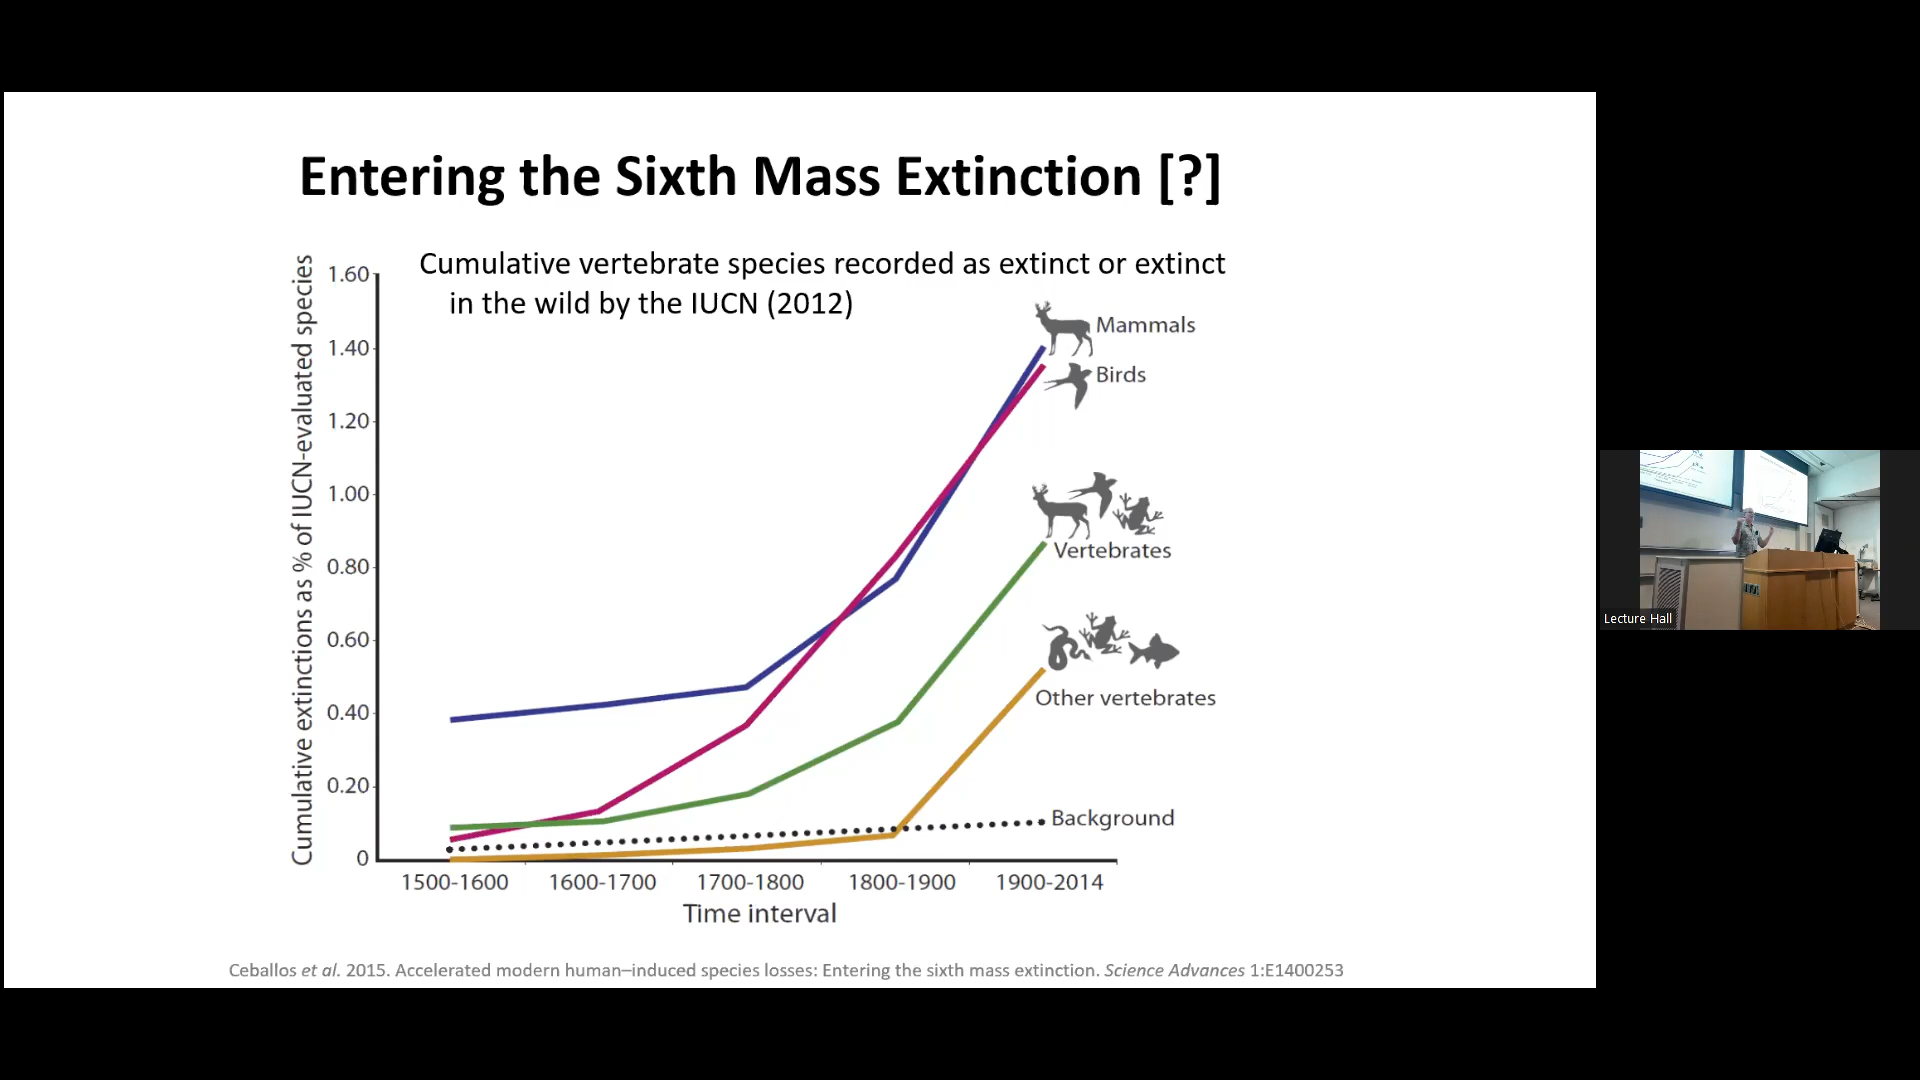 Entering the Sixth Mass Extinction [?]
Cumulative vertebrate species recorded as extinct or extinct
in the wild by the IUCN (2012)
Cumulative extinctions as % of IUCN-evaluated species
1.60
1.40
1.20
1.00
0.80
0.60
0.40
0.20
0
Mammals
Birds
Vertebrates
Other vertebrates
Background
1500-1600 1600-1700 1700-1800 1800-1900 1900-2014
Time interval
Ceballos et al. 2015. Accelerated modern human–induced species losses: Entering the sixth mass extinction. Science Advances 1:E1400253
Lecture Hall